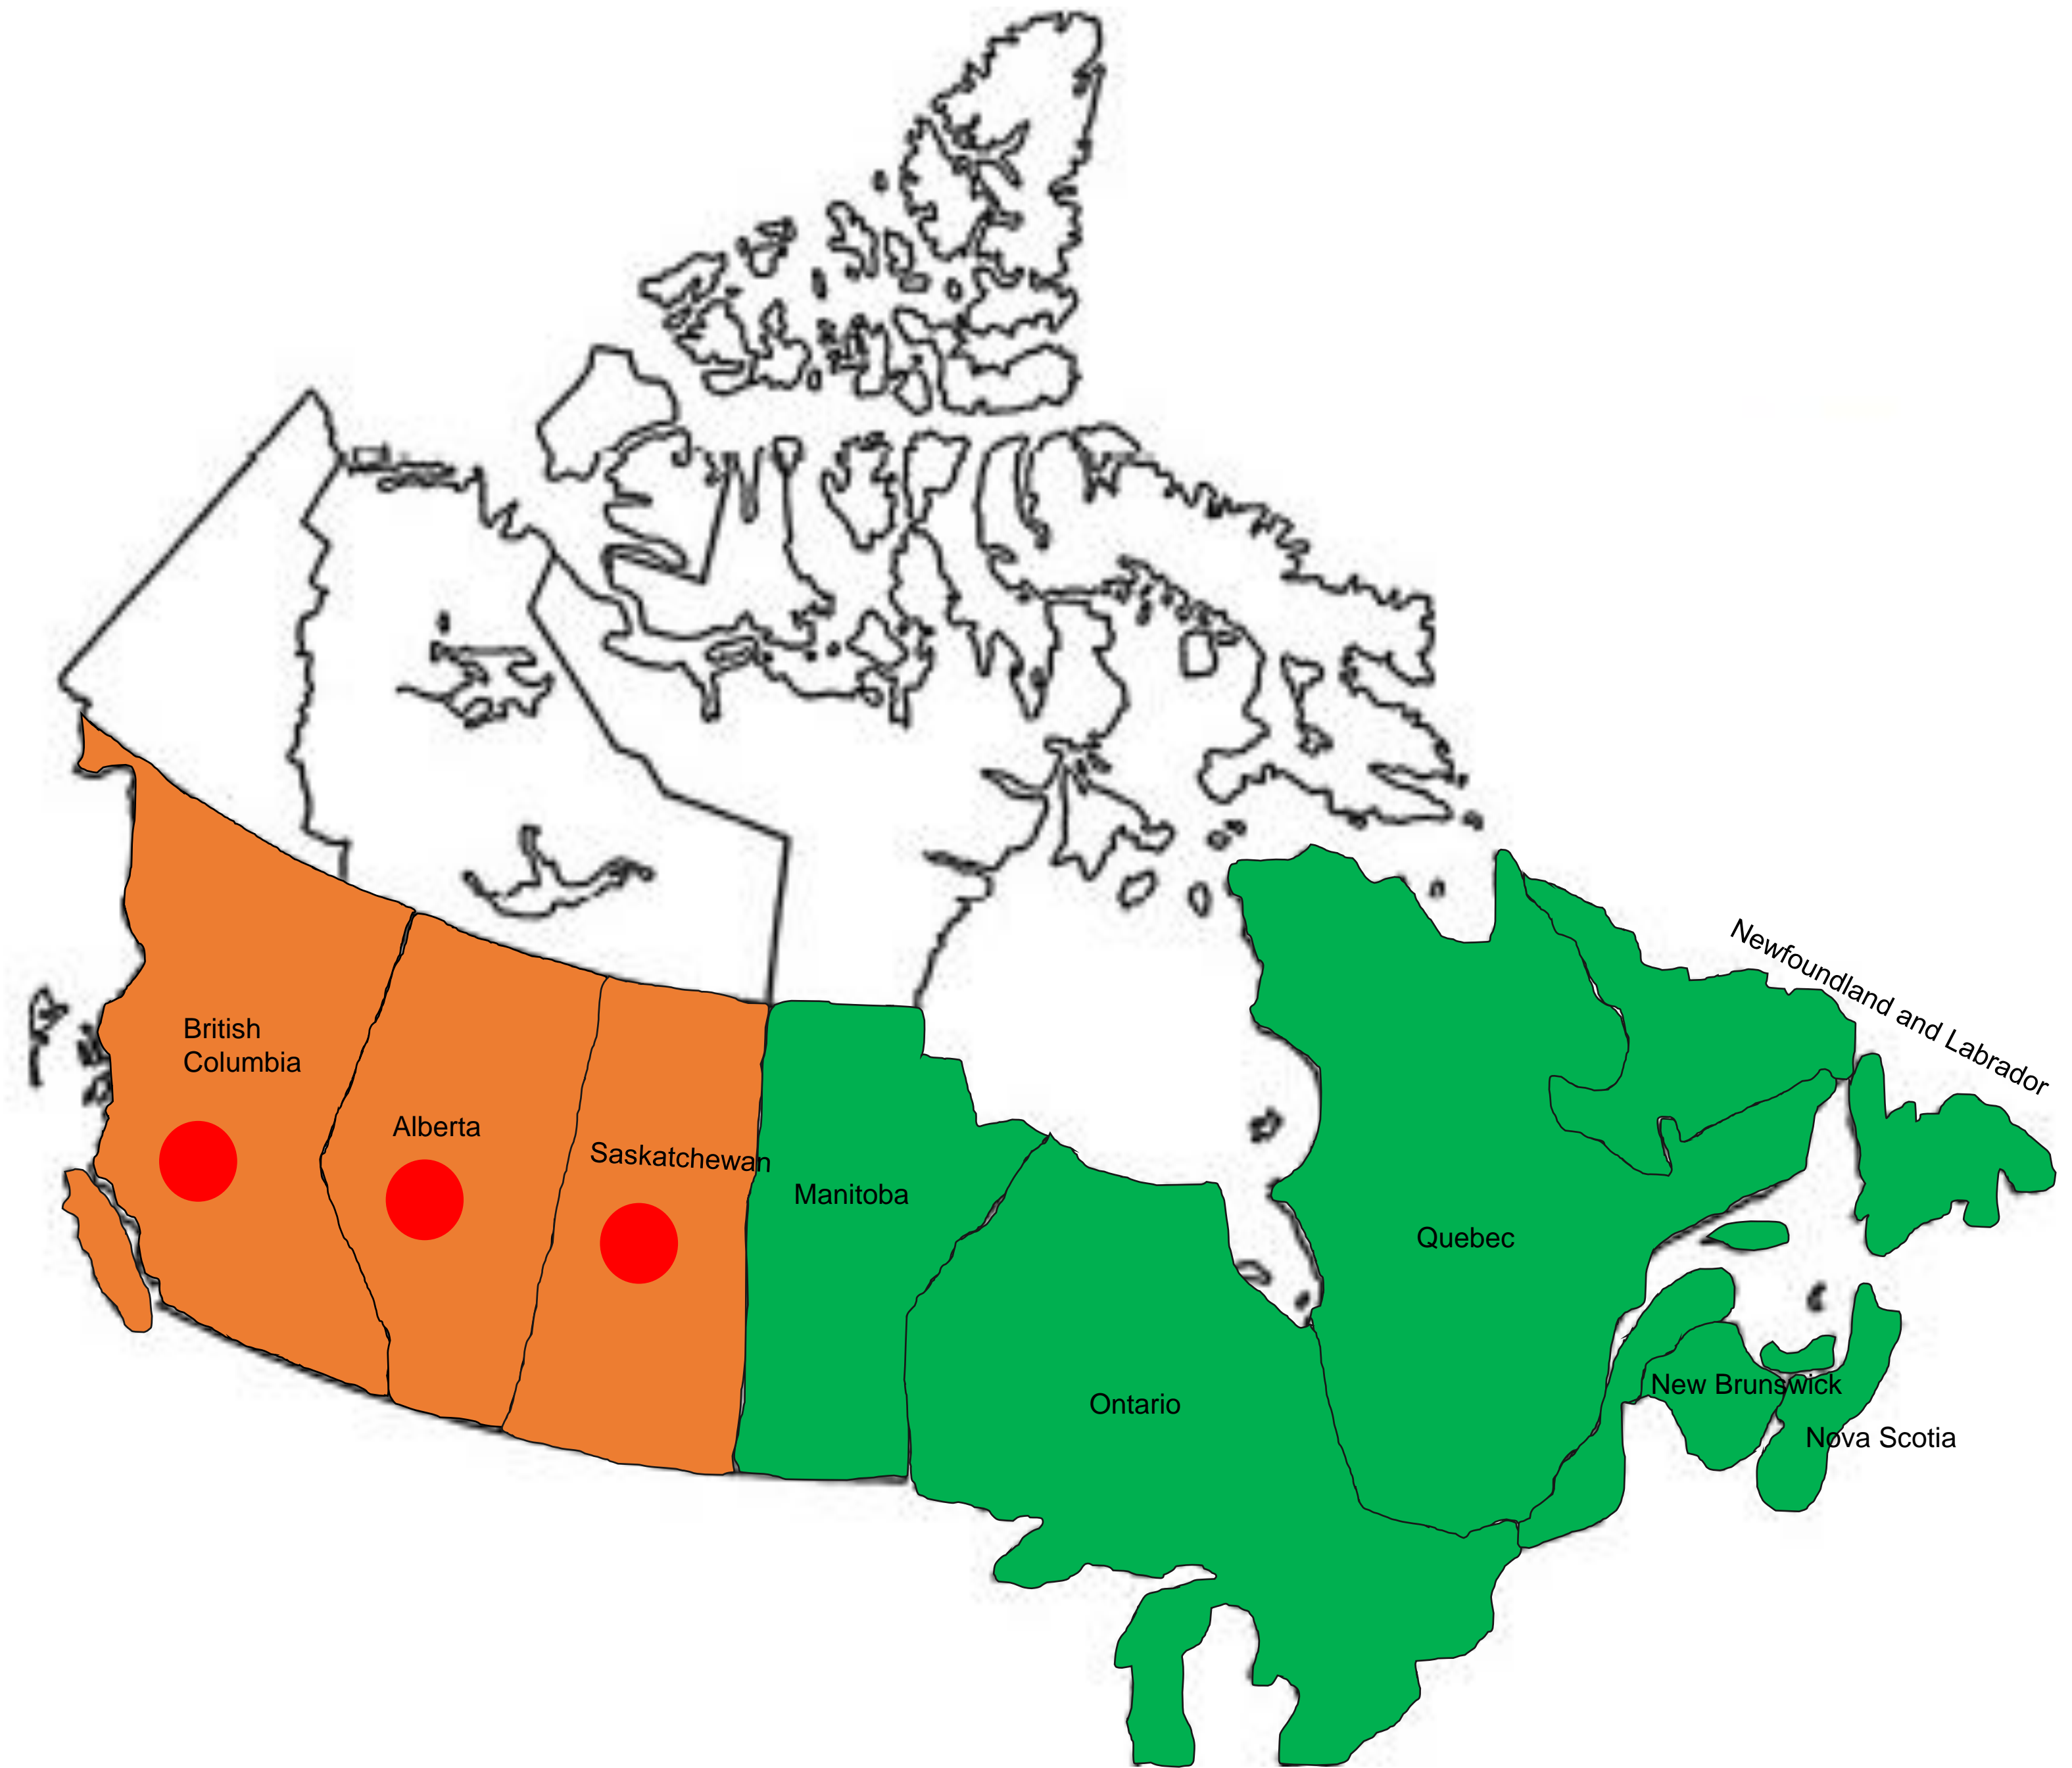 Newfoundland and Labrador
British
Columbia
Alberta
Saskatchewan
Manitoba
Quebec
Ontario
New Brunswick
Nova Scotia